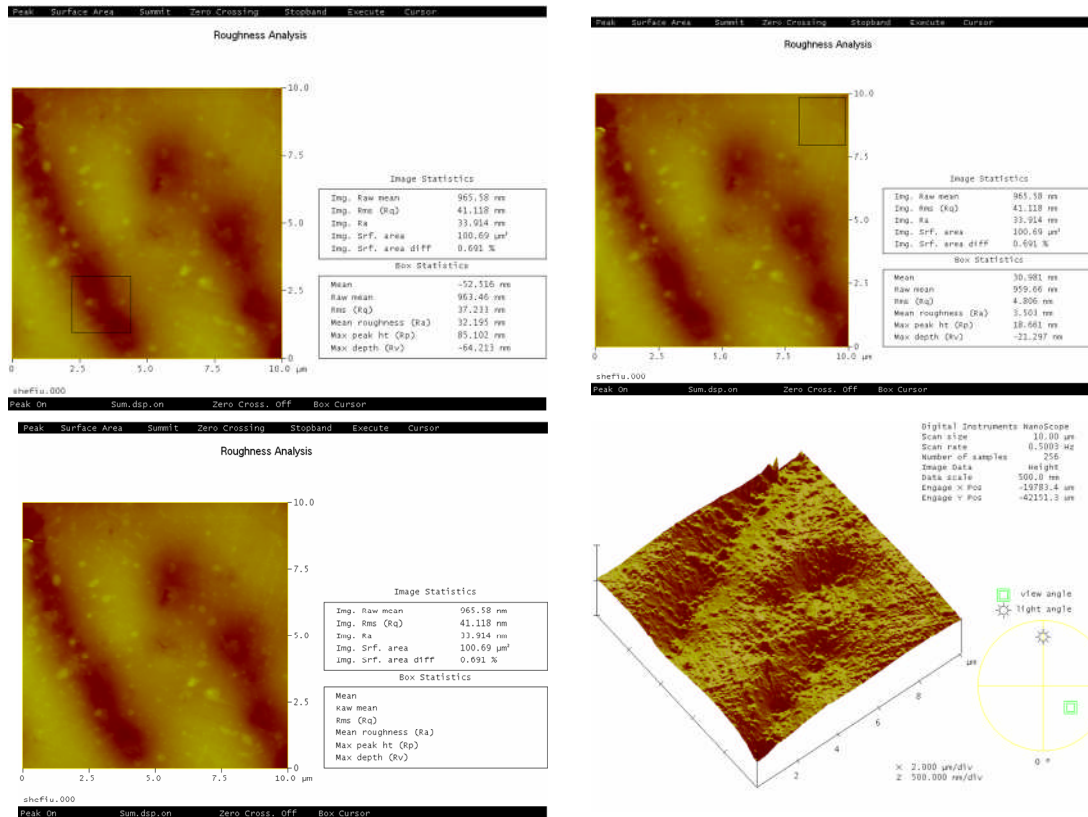 Peak Surface Area Summit Zero Crossing Stopband Execute Cursor
Roughness Analysis
10.0
7.5
5.0
2.5
0
0 2.5 5.0 7.5 10.0 µm
Image Statistics
Img. Raw mean 965.58 nm
Img. Rms (Rq) 41.118 nm
Img. Ra 33.914 nm
Img. Srf. area 100.69 µm²
Img. Srf. area diff 0.691 %
Box Statistics
Mean -52.516 nm
Raw mean 963.46 nm
Rms (Rq) 37.233 nm
Mean roughness (Ra) 32.195 nm
Max peak ht (Rp) 85.102 nm
Max depth (Rv) -64.213 nm
shefiu.000
Peak On Sum.dsp.on Zero Cross. Off Box Cursor
Peak Surface Area Summit Zero Crossing Stopband Execute Cursor
Roughness Analysis
10.0
7.5
5.0
2.5
0
0 2.5 5.0 7.5 10.0 µm
Image Statistics
Img. Raw mean 965.58 nm
Img. Rms (Rq) 41.118 nm
Img. Ra 33.914 nm
Img. Srf. area 100.69 µm²
Img. Srf. area diff 0.691 %
Box Statistics
Mean 30.981 nm
Raw mean 959.66 nm
Rms (Rq) 4.806 nm
Mean roughness (Ra) 3.503 nm
Max peak ht (Rp) 18.661 nm
Max depth (Rv) -21.297 nm
shefiu.000
Peak On Sum.dsp.on Zero Cross. Off Box Cursor
Peak Surface Area Summit Zero Crossing Stopband Execute Cursor
Roughness Analysis
10.0
7.5
5.0
2.5
0
0 2.5 5.0 7.5 10.0 µm
Image Statistics
Img. Raw mean 965.58 nm
Img. Rms (Rq) 41.118 nm
Img. Ra 33.914 nm
Img. Srf. area 100.69 µm²
Img. Srf. area diff 0.691 %
Box Statistics
Mean
Raw mean
Rms (Rq)
Mean roughness (Ra)
Max peak ht (Rp)
Max depth (Rv)
shefiu.000
Peak On Sum.dsp.on Zero Cross. Off Box Cursor
Digital Instruments NanoScope
Scan size 10.00 µm
Scan rate 0.5003 Hz
Number of samples 256
Image Data Height
Data scale 500.0 nm
Engage X Pos -19783.4 µm
Engage Y Pos -42151.3 µm
view angle
light angle
µm
8
6
4
2
0 °
X 2.000 µm/div
Z 500.000 nm/div